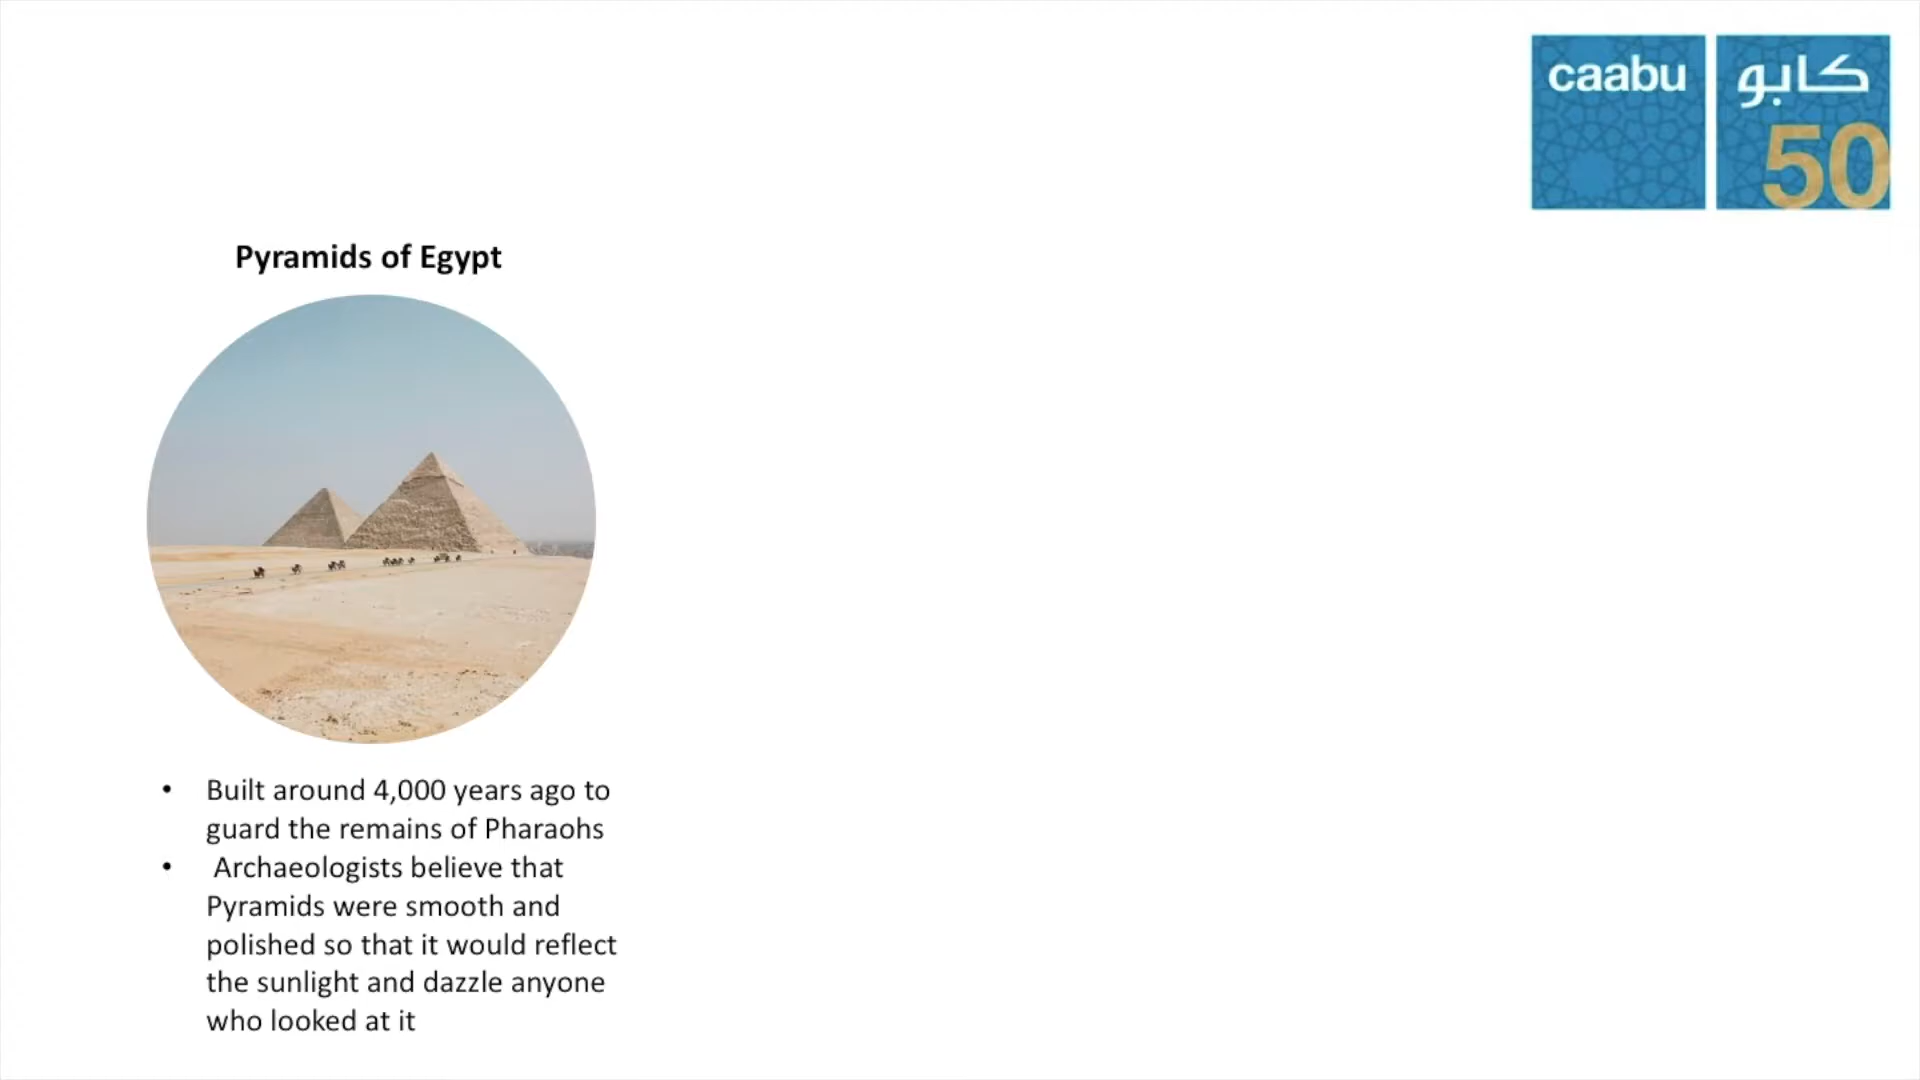 caabu
كابو
50
Pyramids of Egypt
• Built around 4,000 years ago to
guard the remains of Pharaohs
• Archaeologists believe that
Pyramids were smooth and
polished so that it would reflect
the sunlight and dazzle anyone
who looked at it